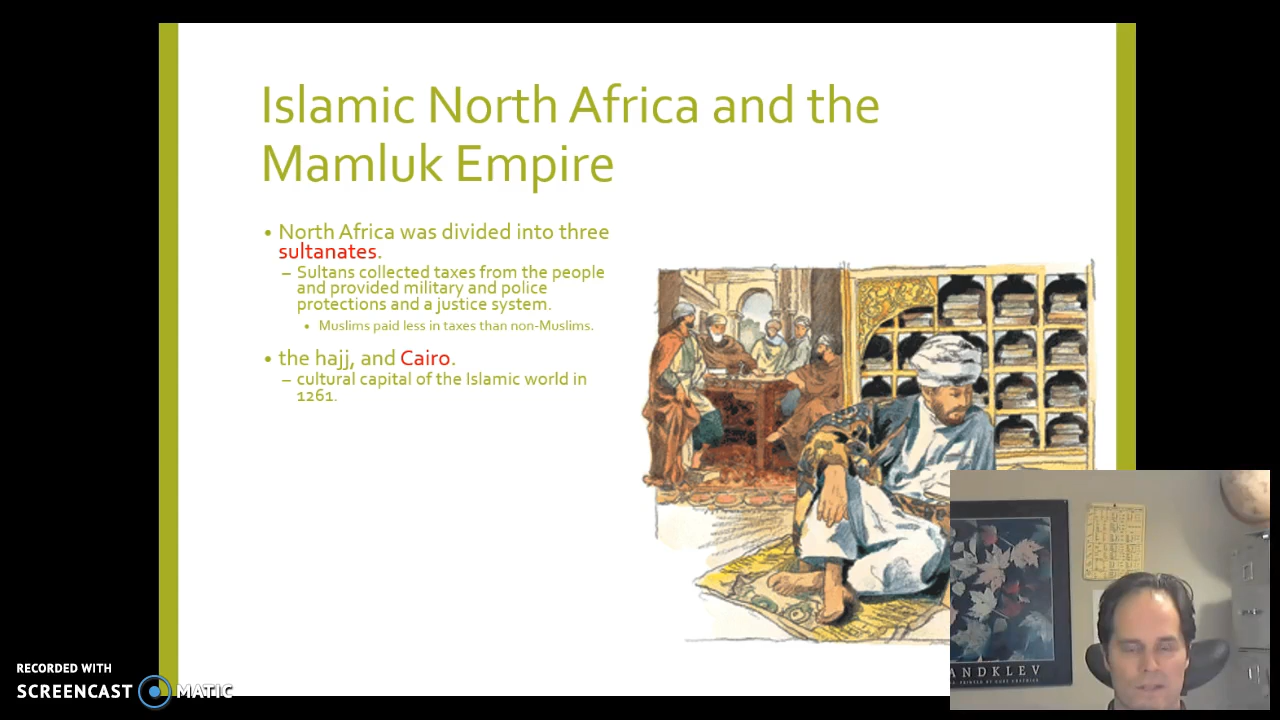 Islamic North Africa and the
Mamluk Empire
• North Africa was divided into three
sultanates.
– Sultans collected taxes from the people
and provided military and police
protections and a justice system.
• Muslims paid less in taxes than non-Muslims.
• the hajj, and Cairo.
– cultural capital of the Islamic world in
1261.
ANDKLEV
RECORDED WITH
SCREENCAST MATIC